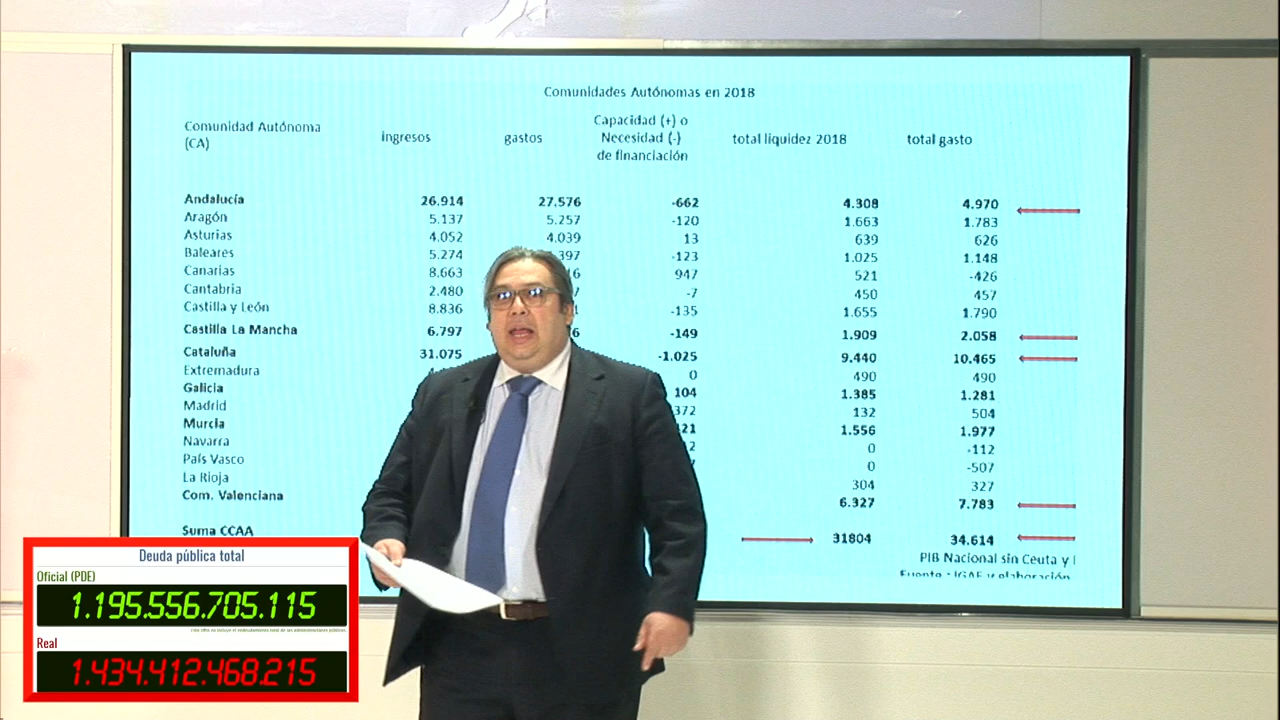 Comunidades Autónomas en 2018
Comunidad Autónoma (CA) ingresos gastos Capacidad (+) o Necesidad (-) de financiación total liquidez 2018 total gasto
Andalucía 26.914 27.576 -662 4.308 4.970
Aragón 5.137 5.257 -120 1.663 1.783
Asturias 4.052 4.039 13 639 626
Baleares 5.274 397 -123 1.025 1.148
Canarias 8.663 947 521 -426
Cantabria 2.480 -7 450 457
Castilla y León 8.836 -135 1.655 1.790
Castilla La Mancha 6.797 -149 1.909 2.058
Cataluña 31.075 -1.025 9.440 10.465
Extremadura 0 490 490
Galicia 104 1.385 1.281
Madrid 372 132 504
Murcia 1.556 1.977
Navarra 0 -112
País Vasco 0 -507
La Rioja 304 327
Com. Valenciana 6.327 7.783
Suma CCAA 31804 34.614
PIB Nacional sin Ceuta y
Deuda pública total
Oficial (PDE)
1.195.556.705.115
Real
1.434.412.468.215